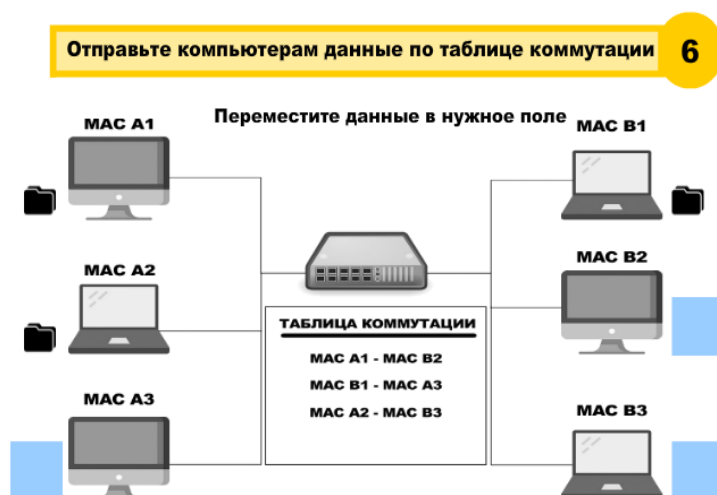 Отправьте компьютерам данные по таблице коммутации
6
Переместите данные в нужное поле
MAC A1
MAC B1
MAC A2
MAC B2
ТАБЛИЦА КОММУТАЦИИ
MAC A1 - MAC B2
MAC B1 - MAC A3
MAC A2 - MAC B3
MAC A3
MAC B3